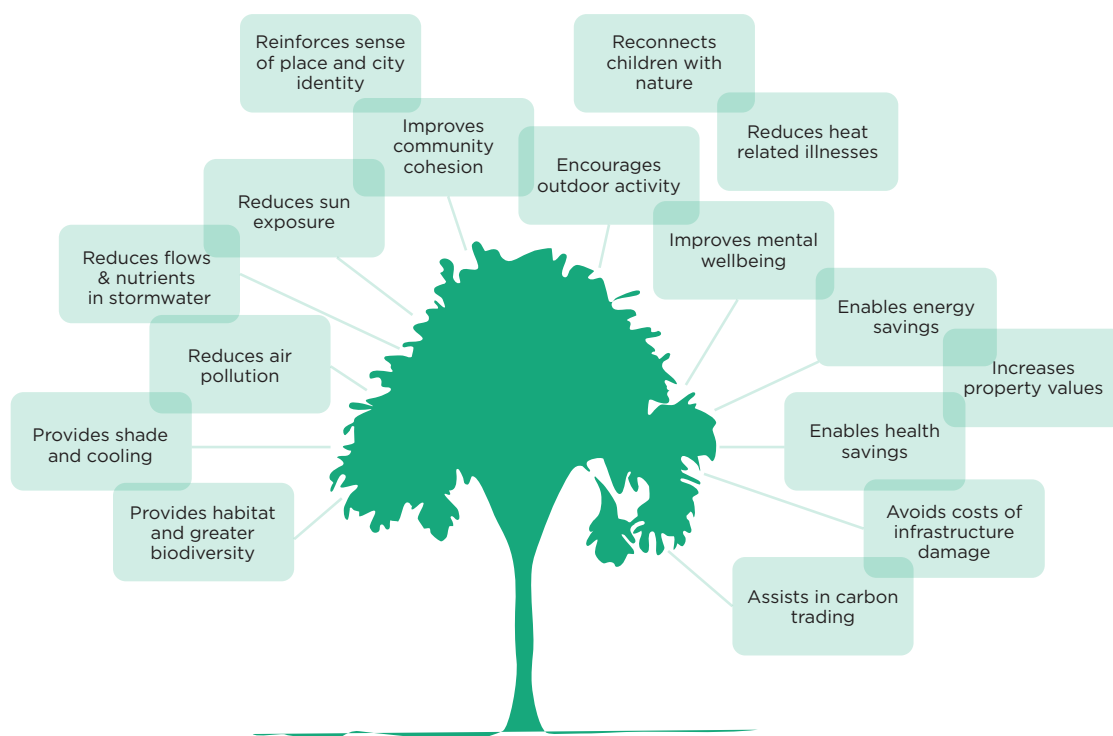 Reinforces sense
of place and city
identity
Reconnects
children with
nature
Improves
community
cohesion
Reduces heat
related illnesses
Encourages
outdoor activity
Reduces sun
exposure
Improves mental
wellbeing
Reduces flows
& nutrients
in stormwater
Enables energy
savings
Reduces air
pollution
Increases
property values
Provides shade
and cooling
Enables health
savings
Provides habitat
and greater
biodiversity
Avoids costs of
infrastructure
damage
Assists in carbon
trading